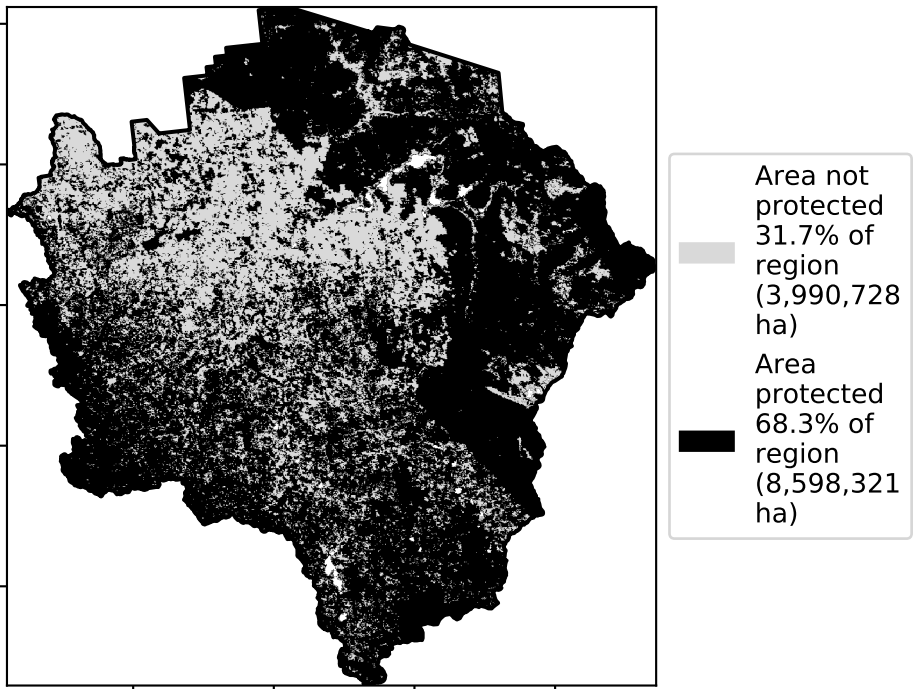 Area not
protected
31.7% of
region
(3,990,728
ha)
Area
protected
68.3% of
region
(8,598,321
ha)